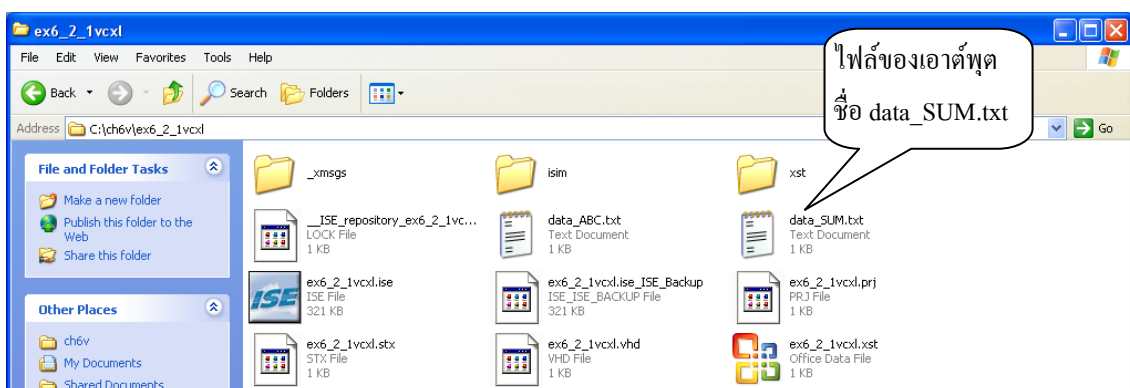 ex6_2_1vcxl
File Edit View Favorites Tools Help
ไฟล์ของเอาต์พุต
ชื่อ data_SUM.txt
Back Search Folders
Address C:\ch6v\ex6_2_1vcxl Go
File and Folder Tasks
Make a new folder
Publish this folder to the
Web
Share this folder
Other Places
ch6v
My Documents
Shared Documents
_xmsgs
isim
xst
__ISE_repository_ex6_2_1vc...
LOCK File
1 KB
data_ABC.txt
Text Document
1 KB
data_SUM.txt
Text Document
1 KB
ISE
ex6_2_1vcxl.ise
ISE File
321 KB
ex6_2_1vcxl.ise_ISE_Backup
ISE_ISE_BACKUP File
321 KB
ex6_2_1vcxl.prj
PRJ File
1 KB
ex6_2_1vcxl.stx
STX File
1 KB
ex6_2_1vcxl.vhd
VHD File
1 KB
ex6_2_1vcxl.xst
Office Data File
1 KB